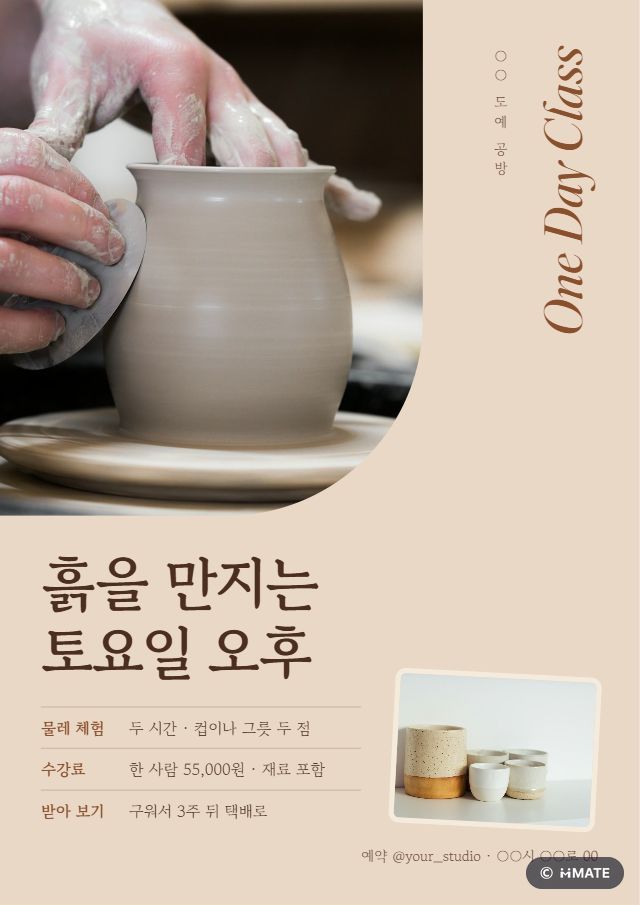 One Day Class
○○ 도예 공방
흙을 만지는
토요일 오후
물레 체험 두 시간 · 컵이나 그릇 두 점
수강료 한 사람 55,000원 · 재료 포함
받아 보기 구워서 3주 뒤 택배로
예약 @your_studio · ○○시 ○○로 00
© MMATE